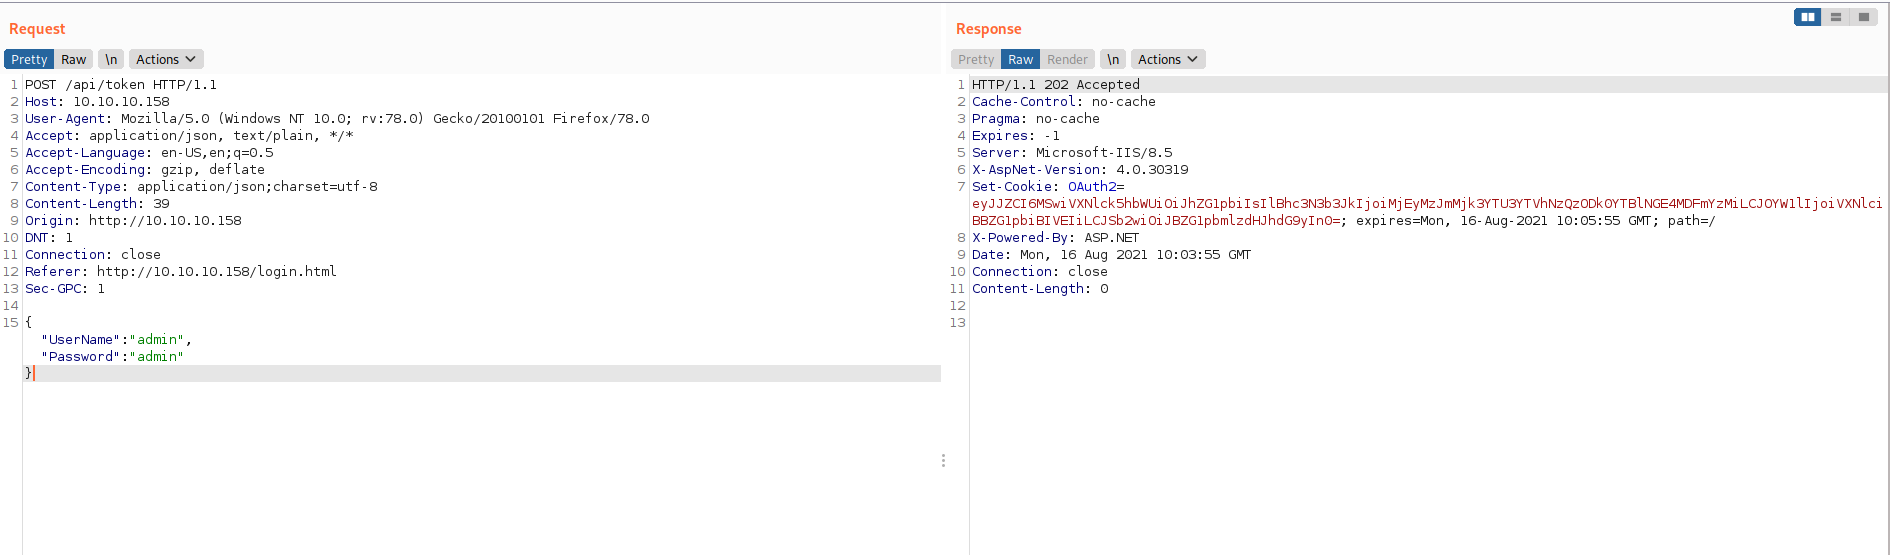 Request
Pretty Raw \n Actions
1 POST /api/token HTTP/1.1
2 Host: 10.10.10.158
3 User-Agent: Mozilla/5.0 (Windows NT 10.0; rv:78.0) Gecko/20100101 Firefox/78.0
4 Accept: application/json, text/plain, */*
5 Accept-Language: en-US,en;q=0.5
6 Accept-Encoding: gzip, deflate
7 Content-Type: application/json;charset=utf-8
8 Content-Length: 39
9 Origin: http://10.10.10.158
10 DNT: 1
11 Connection: close
12 Referer: http://10.10.10.158/login.html
13 Sec-GPC: 1
14
15 {
"UserName":"admin",
"Password":"admin"
}
Response
Pretty Raw Render \n Actions
1 HTTP/1.1 202 Accepted
2 Cache-Control: no-cache
3 Pragma: no-cache
4 Expires: -1
5 Server: Microsoft-IIS/8.5
6 X-AspNet-Version: 4.0.30319
7 Set-Cookie: OAuth2=
eyJJZCI6MSwiVXNlck5hbWUiOiJhZG1pbiIsIlBhc3N3b3JkIjoiMjEyMzJmMjk3YTU3YTVhNzQzODk0YTBlNGE4MDFmYzMiLCJOYW1lIjoiVXNlci
BBZG1pbiBIVEIiLCJSb2wiOiJBZG1pbmlzdHJhdG9yIn0=; expires=Mon, 16-Aug-2021 10:05:55 GMT; path=/
8 X-Powered-By: ASP.NET
9 Date: Mon, 16 Aug 2021 10:03:55 GMT
10 Connection: close
11 Content-Length: 0
12
13